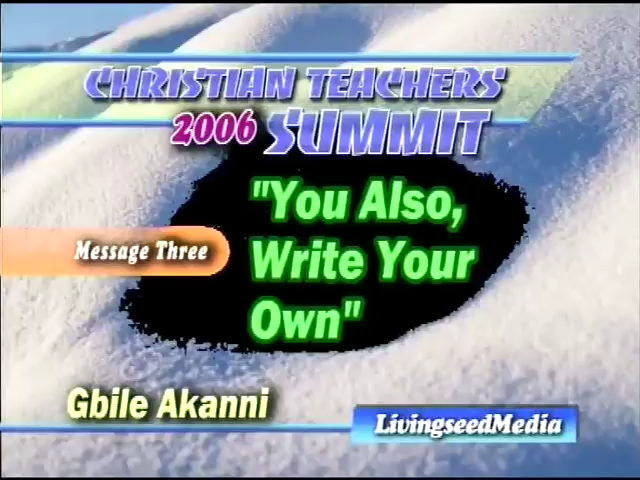 CHRISTIAN TEACHERS'
2006 SUMMIT
"You Also,
Write Your
Own"
Message Three
Gbile Akanni
LivingseedMedia